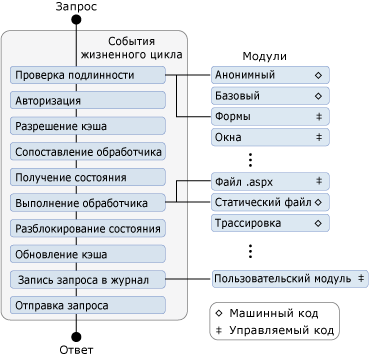 Запрос
События
жизненного цикла
Модули
Проверка подлинности
Анонимный
Авторизация
Базовый
Разрешение кэша
Формы
Окна
Сопоставление обработчика
Получение состояния
Файл .aspx
Выполнение обработчика
Статический файл
Разблокирование состояния
Трассировка
Обновление кэша
Запись запроса в журнал
Пользовательский модуль
Отправка запроса
Машинный код
Управляемый код
Ответ